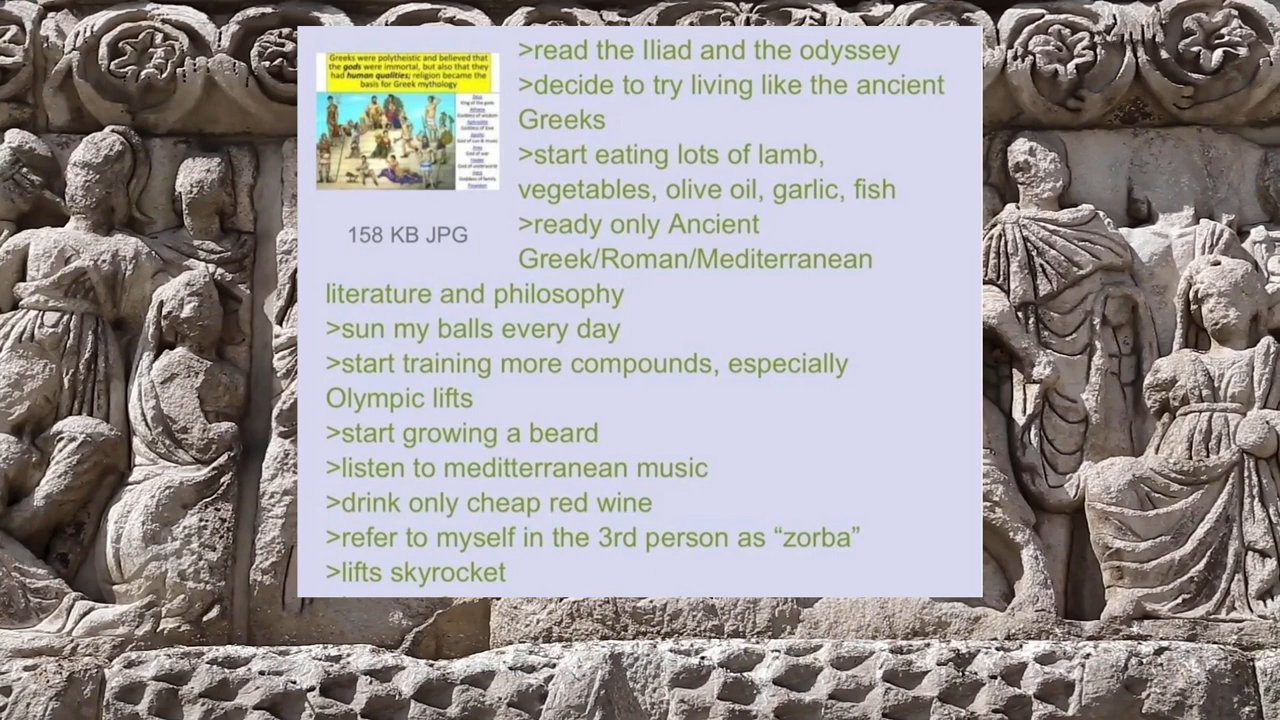 Greeks were polytheistic and believed that
the gods were immortal, but also that they
had human qualities; religion became the
basis for Greek mythology
158 KB JPG
>read the Iliad and the odyssey
>decide to try living like the ancient
Greeks
>start eating lots of lamb,
vegetables, olive oil, garlic, fish
>ready only Ancient
Greek/Roman/Mediterranean
literature and philosophy
>sun my balls every day
>start training more compounds, especially
Olympic lifts
>start growing a beard
>listen to meditterranean music
>drink only cheap red wine
>refer to myself in the 3rd person as “zorba”
>lifts skyrocket